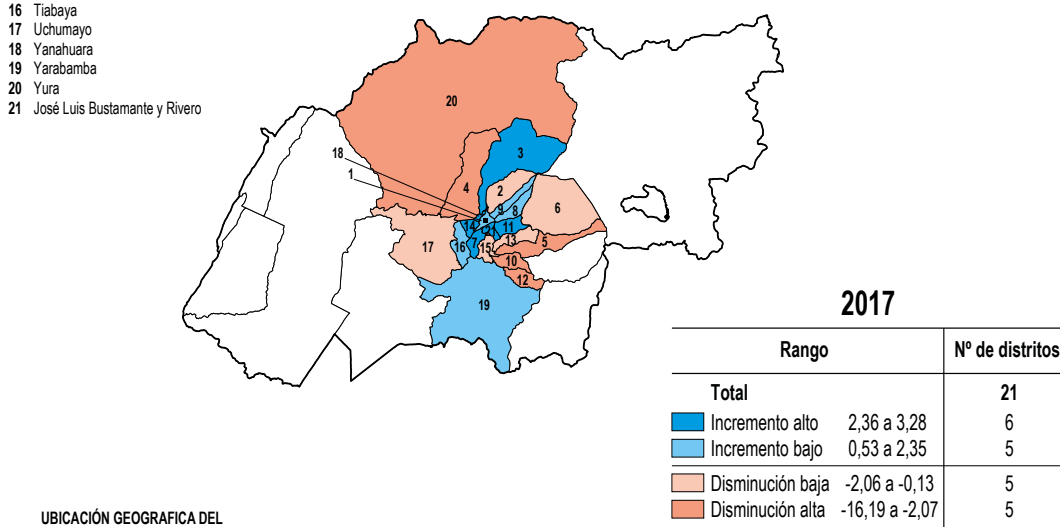 16 Tiabaya
17 Uchumayo
18 Yanahuara
19 Yarabamba
20 Yura
21 José Luis Bustamante y Rivero
20
18
3
1
4
2
9
8
6
14
11
21
17
16
7
15
13
5
10
12
19
2017
Rango Nº de distritos
Total 21
Incremento alto 2,36 a 3,28 6
Incremento bajo 0,53 a 2,35 5
Disminución baja -2,06 a -0,13 5
Disminución alta -16,19 a -2,07 5
UBICACIÓN GEOGRAFICA DEL